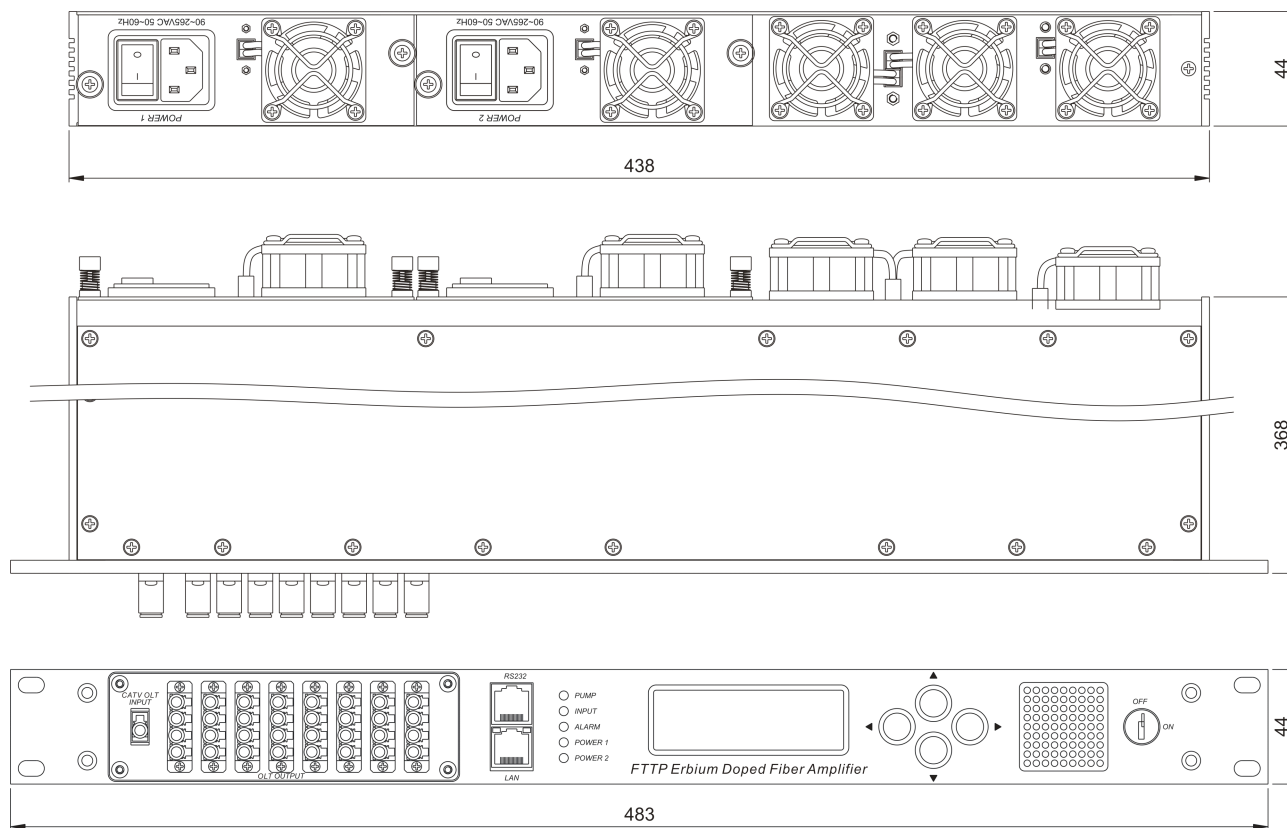 90~265VAC 50~60Hz
90~265VAC 50~60Hz
POWER 1
POWER 2
44
438
368
RS232
CATV OLT
INPUT
PUMP
INPUT
ALARM
POWER 1
POWER 2
OLT OUTPUT
LAN
FTTP Erbium Doped Fiber Amplifier
OFF
ON
44
483